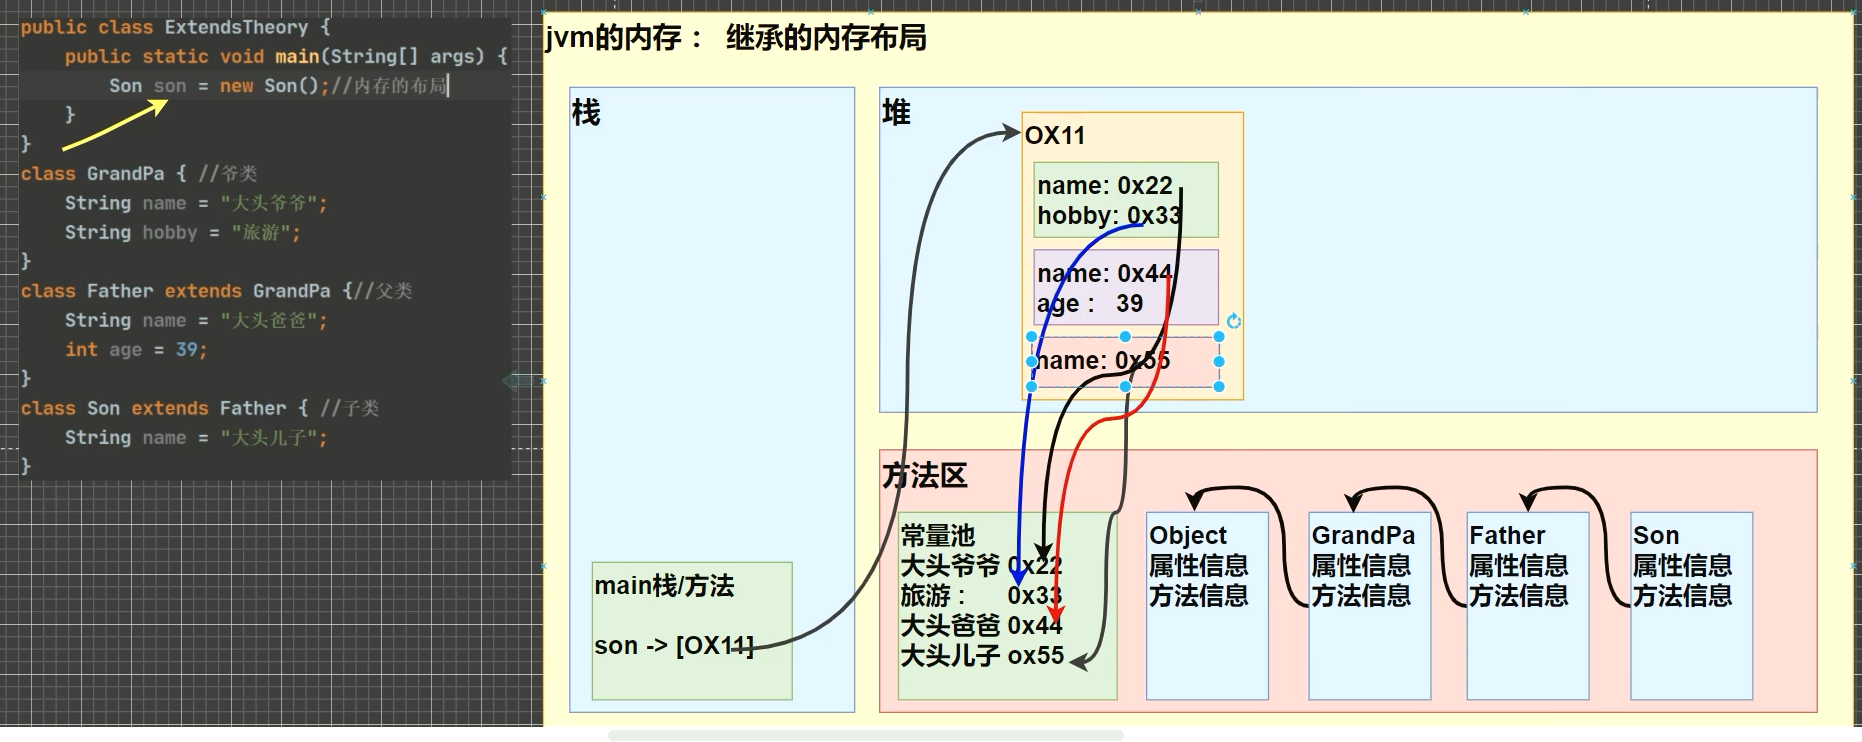 public class ExtendsTheory {
public static void main(String[] args) {
Son son = new Son();//内存的布局
}
}
class GrandPa { //爷类
String name = "大头爷爷";
String hobby = "旅游";
}
class Father extends GrandPa {//父类
String name = "大头爸爸";
int age = 39;
}
class Son extends Father { //子类
String name = "大头儿子";
}
jvm的内存： 继承的内存布局
栈
main栈/方法
son -> [OX11]
堆
OX11
name: 0x22
hobby: 0x33
name: 0x44
age : 39
name: 0x55
方法区
常量池
大头爷爷 0x22
旅游： 0x33
大头爸爸 0x44
大头儿子 ox55
Object
属性信息
方法信息
GrandPa
属性信息
方法信息
Father
属性信息
方法信息
Son
属性信息
方法信息